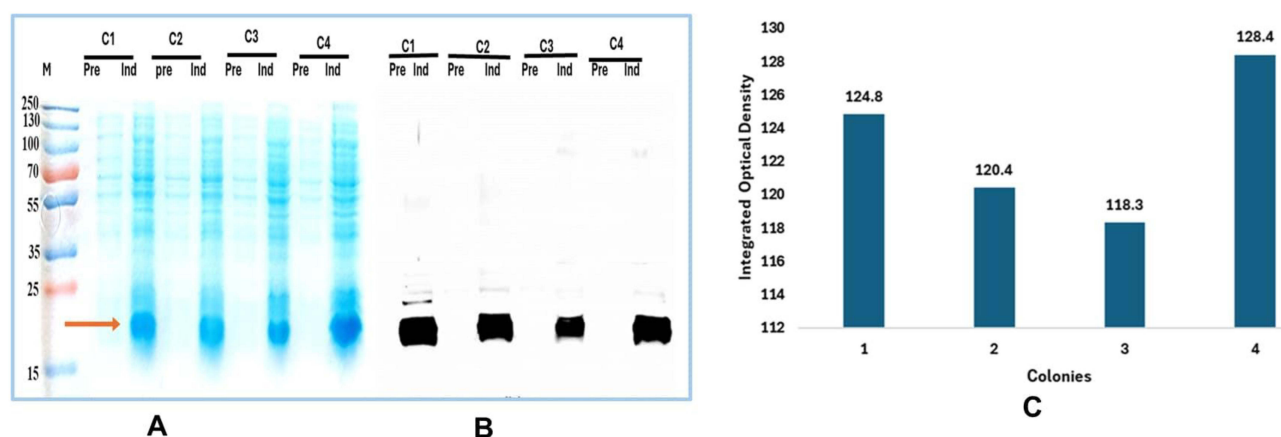 C1 C2 C3 C4
M Pre Ind pre Ind Pre Ind Pre Ind
250
130
100
70
55
35
25
15
A
C1 C2 C3 C4
Pre Ind Pre Ind Pre Ind Pre Ind
B
Integrated Optical Density
130
128
126
124
122
120
118
116
114
112
124.8
120.4
118.3
128.4
1 2 3 4
Colonies
C